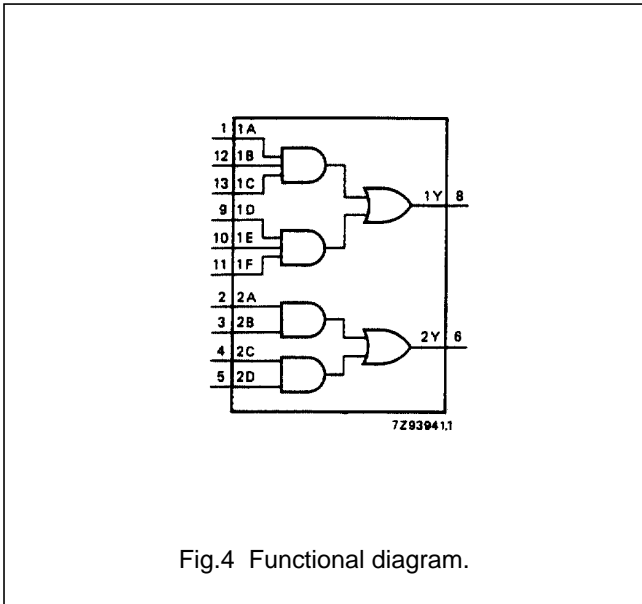 1 1A
12 1B
13 1C
9 1D
10 1E
11 1F
1Y 8
2 2A
3 2B
4 2C
5 2D
2Y 6
7Z93941.1
Fig.4 Functional diagram.